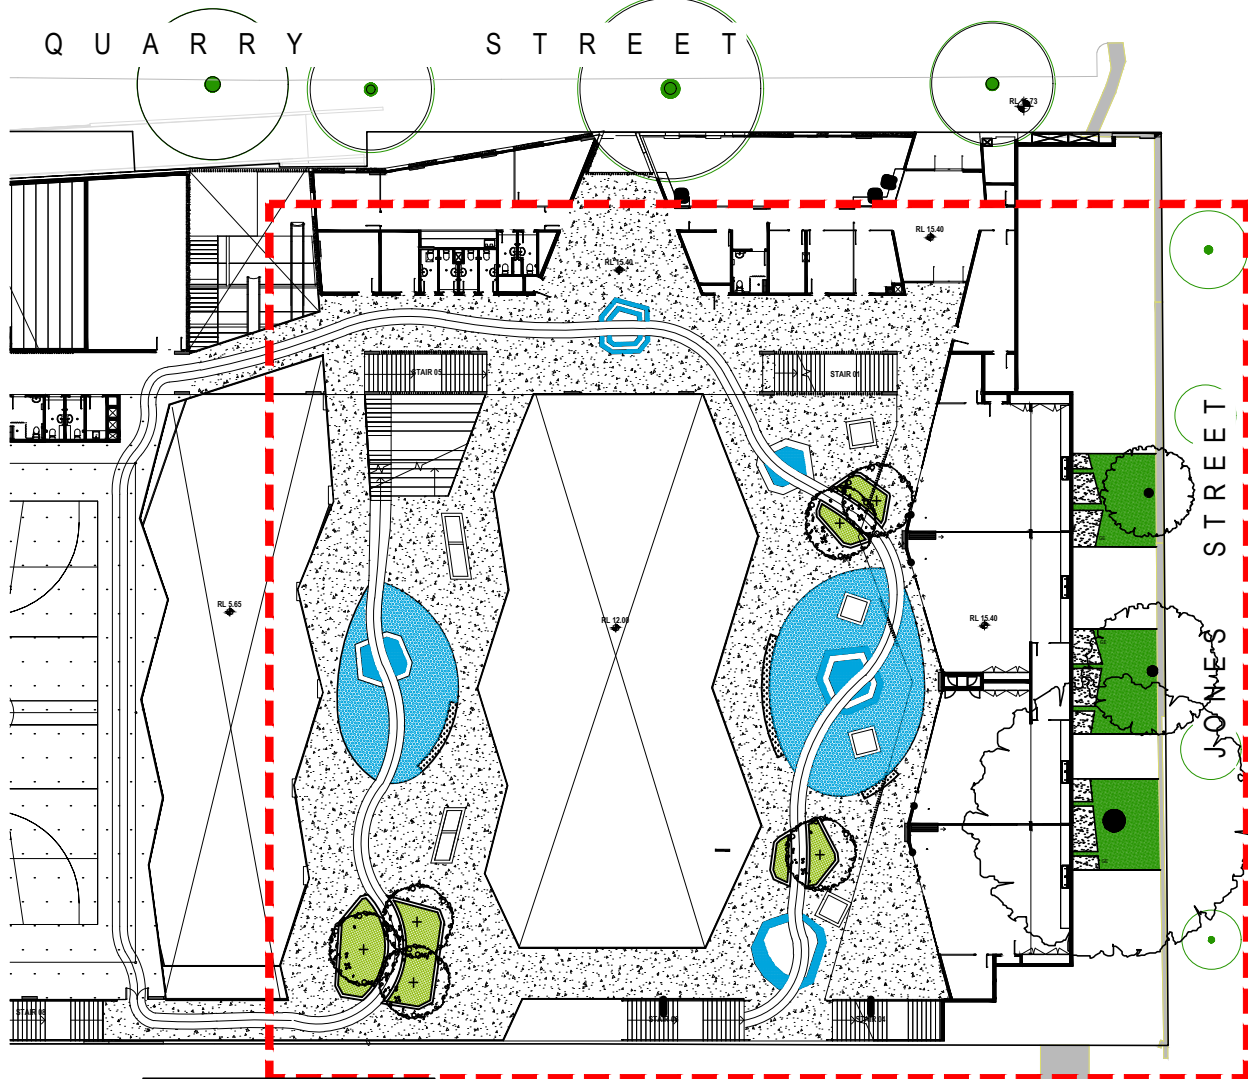 QUARRY STREET
RL 15.40
RL 15.40
STAIR 05
STAIR 01
JONES STREET
RL 5.65
RL 12.00
RL 15.40